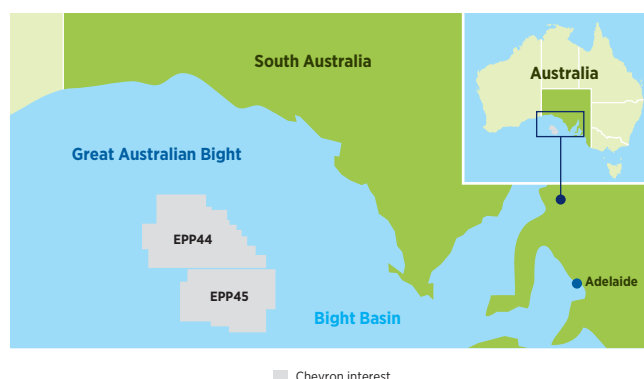 South Australia
Australia
Great Australian Bight
EPP44
EPP45
Adelaide
Bight Basin
Chevron interest